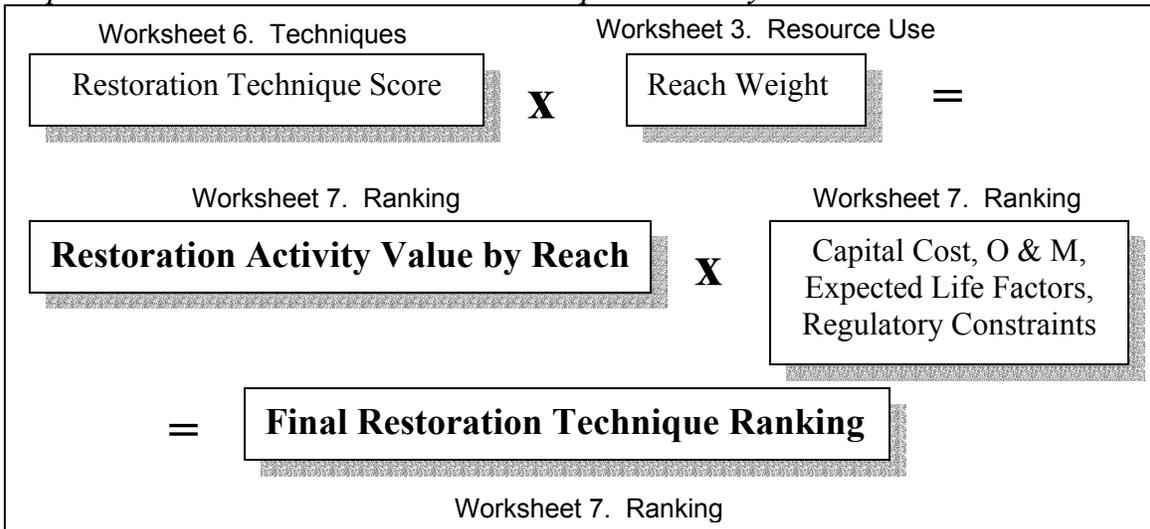 Worksheet 6.  Techniques
Worksheet 3.  Resource Use
Restoration Technique Score
x
Reach Weight
=
Worksheet 7.  Ranking
Worksheet 7.  Ranking
Restoration Activity Value by Reach
x
Capital Cost, O & M,
Expected Life Factors,
Regulatory Constraints
=
Final Restoration Technique Ranking
Worksheet 7.  Ranking